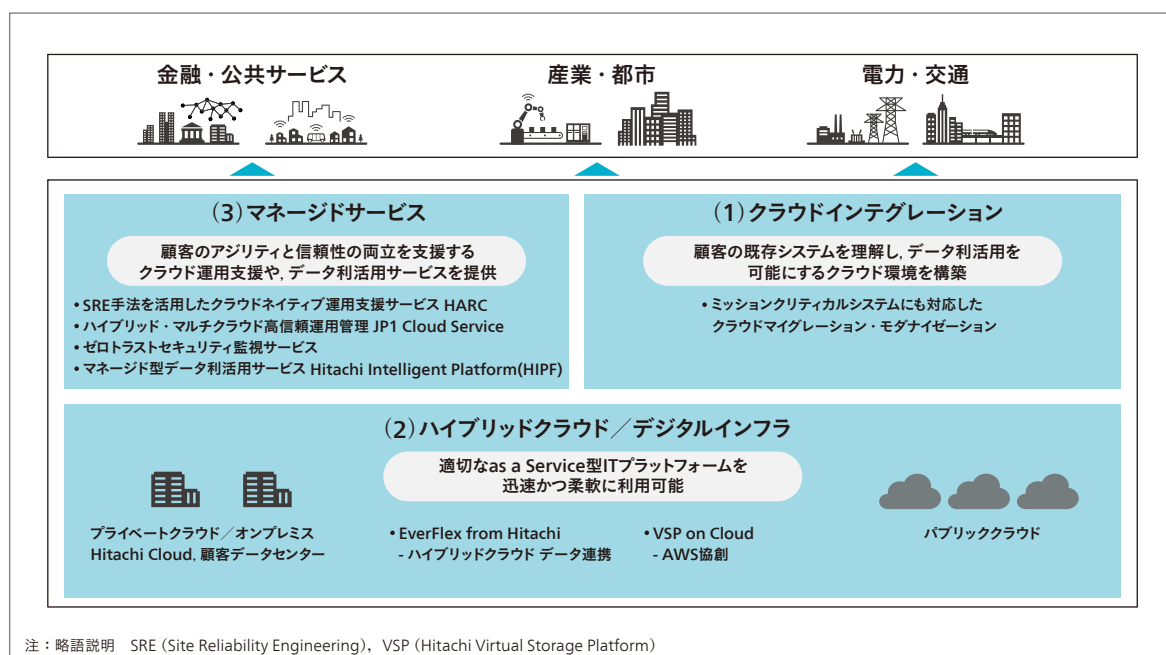 金融・公共サービス
産業・都市
電力・交通
(3)マネージドサービス
顧客のアジリティと信頼性の両立を支援する
クラウド運用支援や,データ利活用サービスを提供
• SRE手法を活用したクラウドネイティブ運用支援サービス HARC
• ハイブリッド・マルチクラウド高信頼運用管理 JP1 Cloud Service
• ゼロトラストセキュリティ監視サービス
• マネージド型データ利活用サービス Hitachi Intelligent Platform(HIPF)
(1)クラウドインテグレーション
顧客の既存システムを理解し,データ利活用を
可能にするクラウド環境を構築
• ミッションクリティカルシステムにも対応した
クラウドマイグレーション・モダナイゼーション
(2)ハイブリッドクラウド/デジタルインフラ
適切なas a Service型ITプラットフォームを
迅速かつ柔軟に利用可能
プライベートクラウド/オンプレミス
Hitachi Cloud, 顧客データセンター
• EverFlex from Hitachi
- ハイブリッドクラウド データ連携
• VSP on Cloud
- AWS協創
パブリッククラウド
注:略語説明 SRE(Site Reliability Engineering),VSP(Hitachi Virtual Storage Platform)